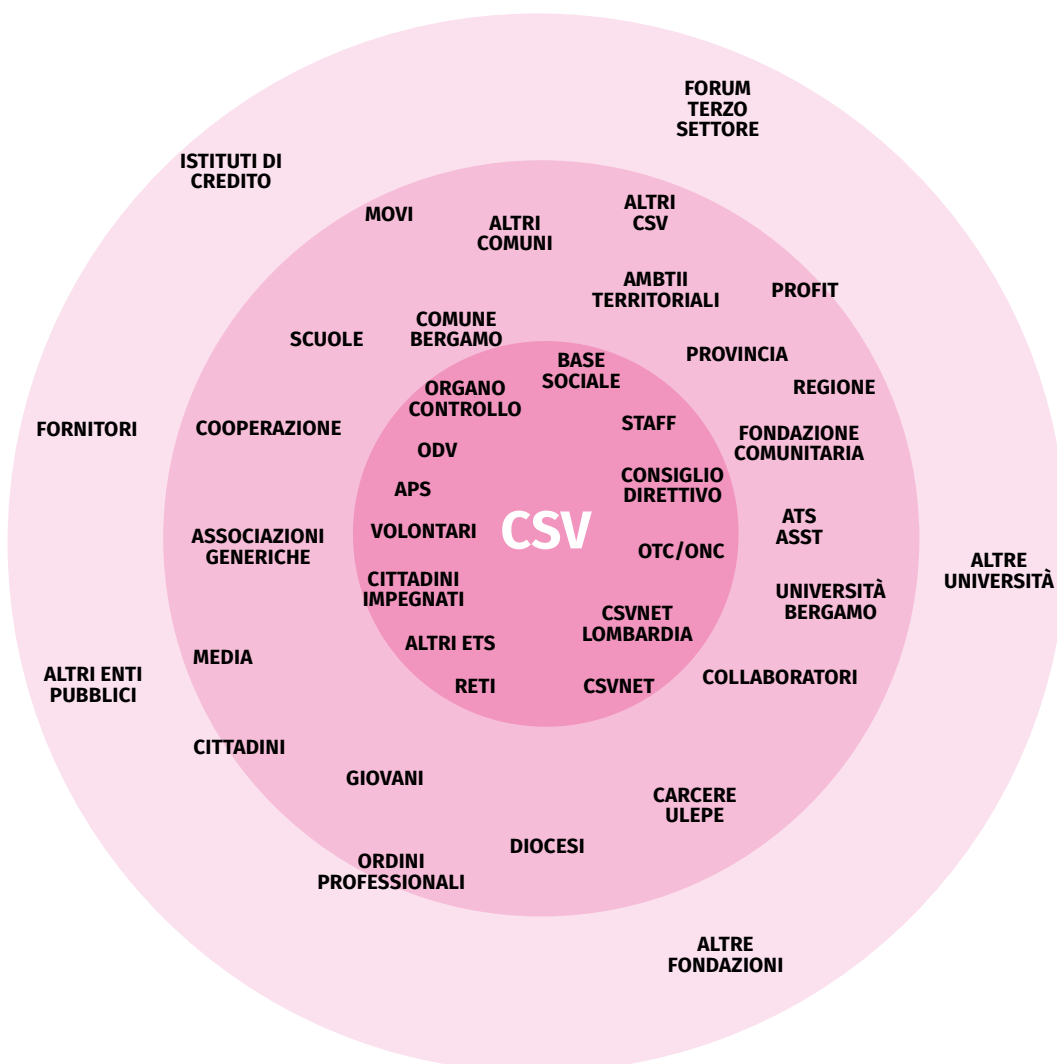 FORUM
TERZO
SETTORE
ISTITUTI DI
CREDITO
MOVI
ALTRI
COMUNI
ALTRI
CSV
AMBTII
TERRITORIALI
PROFIT
SCUOLE
COMUNE
BERGAMO
BASE
SOCIALE
PROVINCIA
REGIONE
ORGANO
CONTROLLO
STAFF
FORNITORI
COOPERAZIONE
ODV
FONDAZIONE
COMUNITARIA
APS
CONSIGLIO
DIRETTIVO
ASSOCIAZIONI
GENERICHE
VOLONTARI
CSV
OTC/ONC
ATS
ASST
ALTRE
UNIVERSITÀ
CITTADINI
IMPEGNATI
UNIVERSITÀ
BERGAMO
CSVNET
LOMBARDIA
ALTRI ETS
MEDIA
ALTRI ENTI
PUBBLICI
RETI
CSVNET
COLLABORATORI
CITTADINI
GIOVANI
CARCERE
ULEPE
DIOCESI
ORDINI
PROFESSIONALI
ALTRE
FONDAZIONI